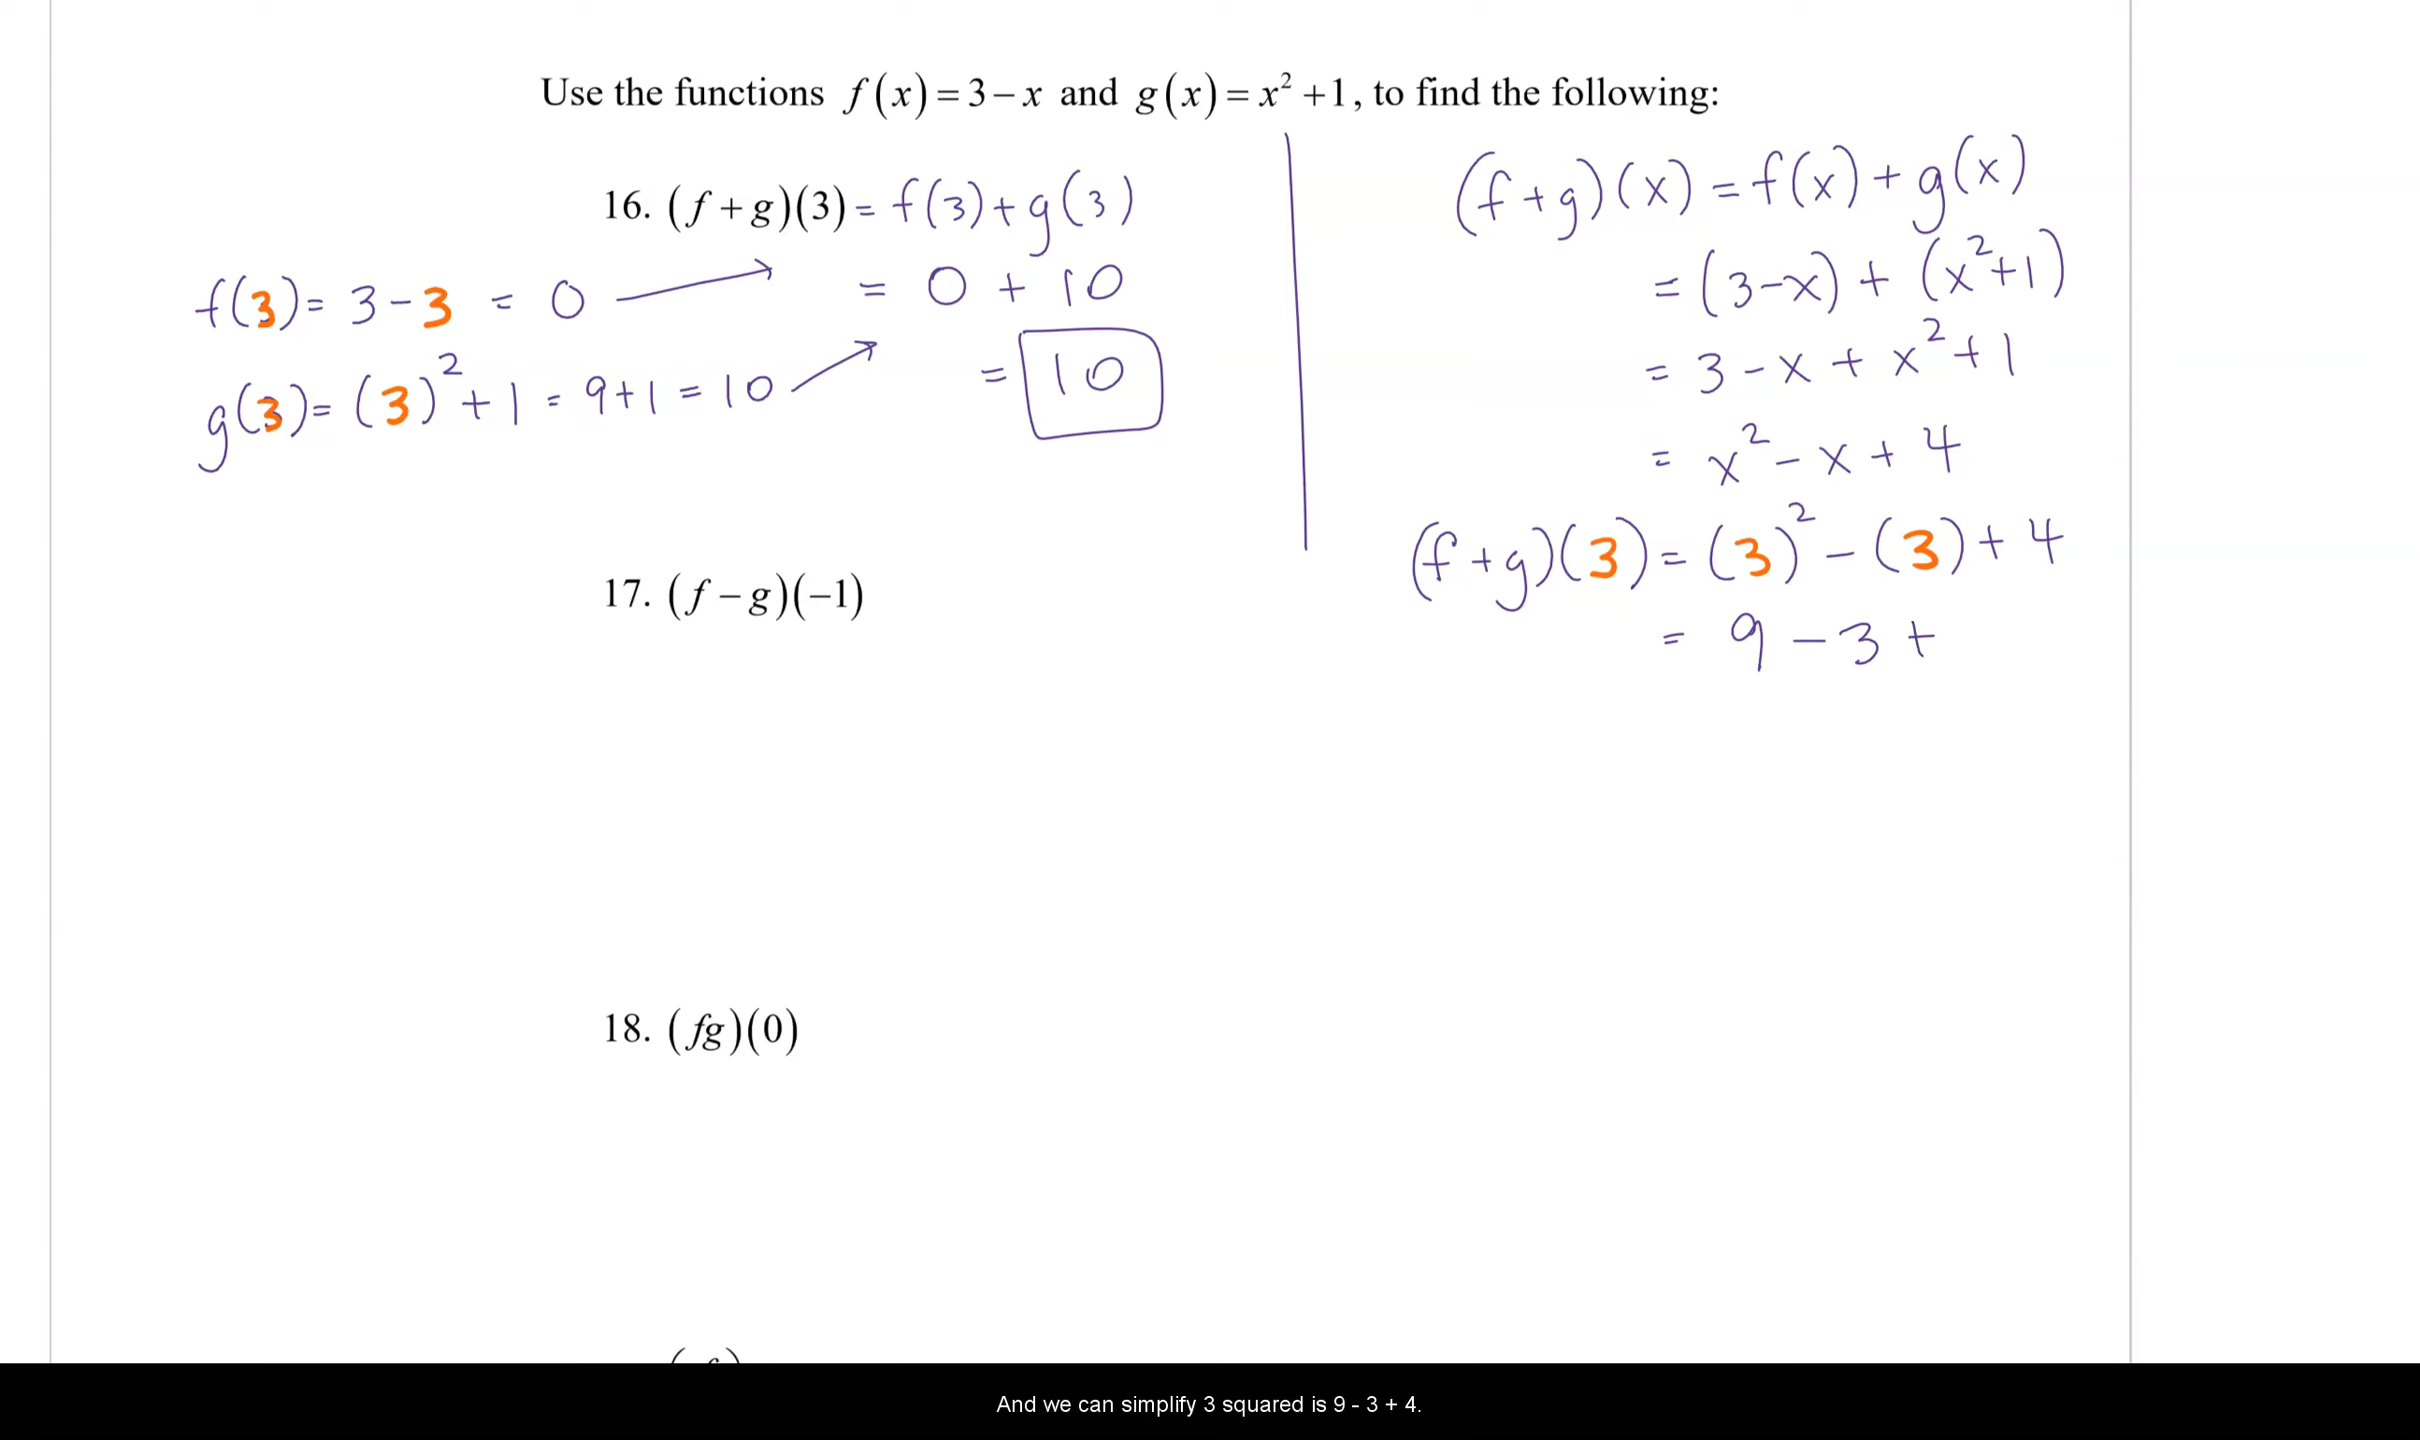 Use the functions f(x) = 3 − x and g(x) = x² + 1, to find the following:
16. (f + g)(3) = f(3) + g(3)
f(3) = 3 - 3 = 0
= 0 + 10
g(3) = (3)² + 1 = 9 + 1 = 10
= 10
(f + g)(x) = f(x) + g(x)
= (3 - x) + (x² + 1)
= 3 - x + x² + 1
= x² - x + 4
(f + g)(3) = (3)² - (3) + 4
= 9 - 3 +
17. (f − g)(−1)
18. (fg)(0)
And we can simplify 3 squared is 9 - 3 + 4.